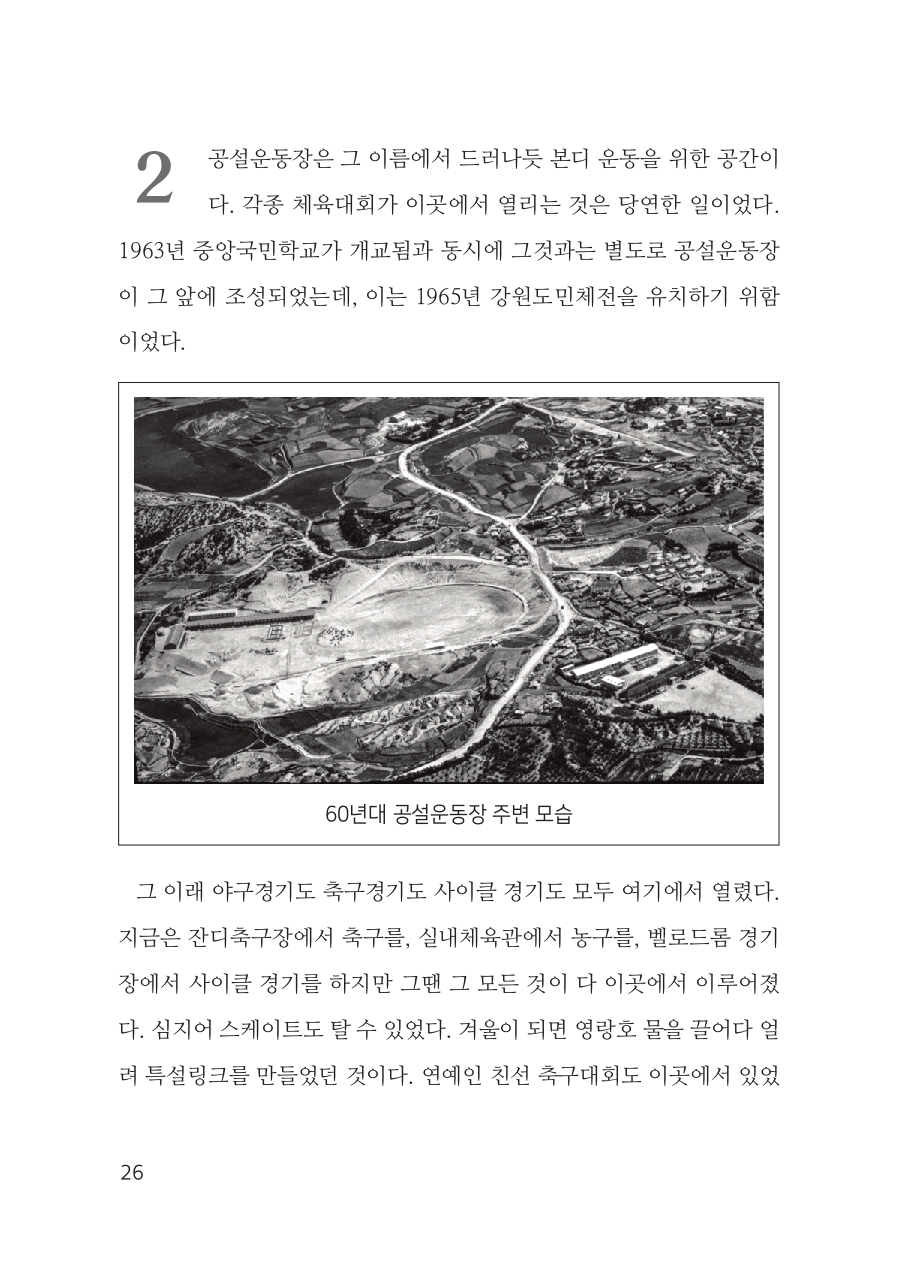 2
공설운동장은 그 이름에서 드러나듯 본디 운동을 위한 공간이
다. 각종 체육대회가 이곳에서 열리는 것은 당연한 일이었다.
1963년 중앙국민학교가 개교됨과 동시에 그것과는 별도로 공설운동장
이 그 앞에 조성되었는데, 이는 1965년 강원도민체전을 유치하기 위함
이었다.
60년대 공설운동장 주변 모습
그 이래 야구경기도 축구경기도 사이클 경기도 모두 여기에서 열렸다.
지금은 잔디축구장에서 축구를, 실내체육관에서 농구를, 벨로드롬 경기
장에서 사이클 경기를 하지만 그땐 그 모든 것이 다 이곳에서 이루어졌
다. 심지어 스케이트도 탈 수 있었다. 겨울이 되면 영랑호 물을 끌어다 얼
려 특설링크를 만들었던 것이다. 연예인 친선 축구대회도 이곳에서 있었
26